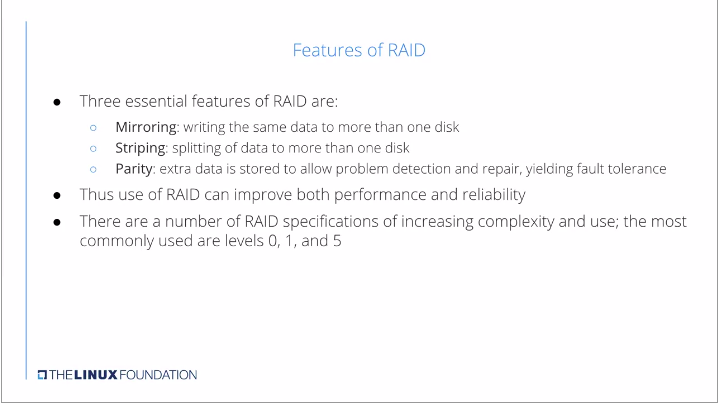 Features of RAID
● Three essential features of RAID are:
○ Mirroring: writing the same data to more than one disk
○ Striping: splitting of data to more than one disk
○ Parity: extra data is stored to allow problem detection and repair, yielding fault tolerance
● Thus use of RAID can improve both performance and reliability
● There are a number of RAID specifications of increasing complexity and use; the most
commonly used are levels 0, 1, and 5
THE LINUX FOUNDATION